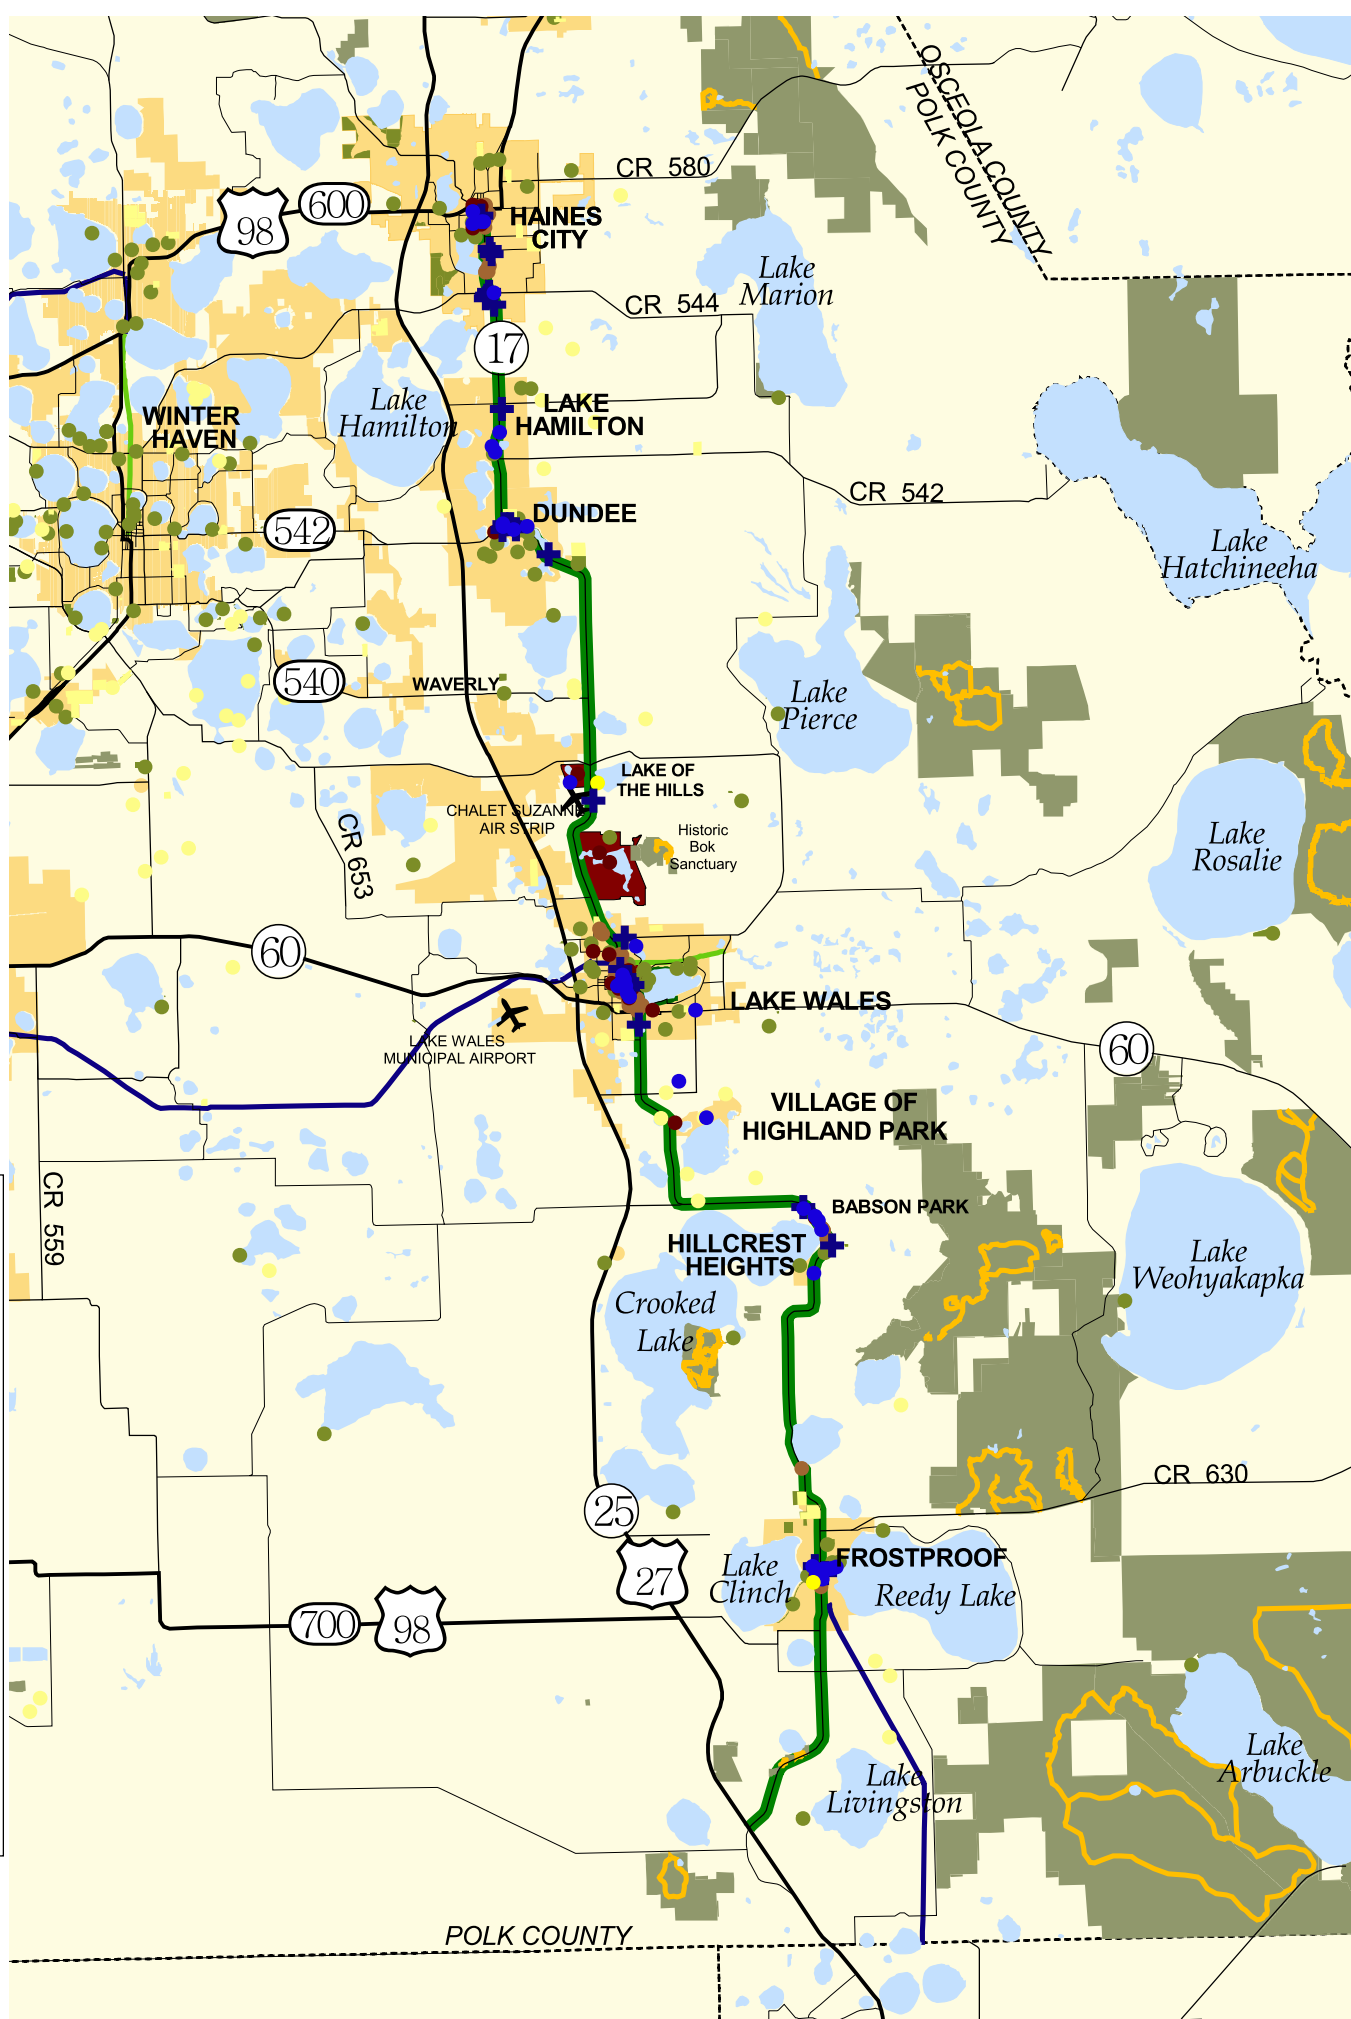 OSCEOLA COUNTY
POLK COUNTY
CR 580
600
98
HAINES
CITY
Lake
Marion
CR 544
17
Lake
Hamilton
LAKE
HAMILTON
WINTER
HAVEN
CR 542
DUNDEE
542
Lake
Hatchineeha
540
WAVERLY
Lake
Pierce
LAKE OF
THE HILLS
CHALET SUZANNE
AIR STRIP
CR 653
Historic
Bok
Sanctuary
Lake
Rosalie
60
LAKE WALES
LAKE WALES
MUNICIPAL AIRPORT
60
VILLAGE OF
HIGHLAND PARK
CR 559
BABSON PARK
HILLCREST
HEIGHTS
Lake
Weohyakapka
Crooked
Lake
CR 630
25
27
Lake
Clinch
FROSTPROOF
Reedy Lake
700
98
Lake
Arbuckle
Lake
Livingston
POLK COUNTY